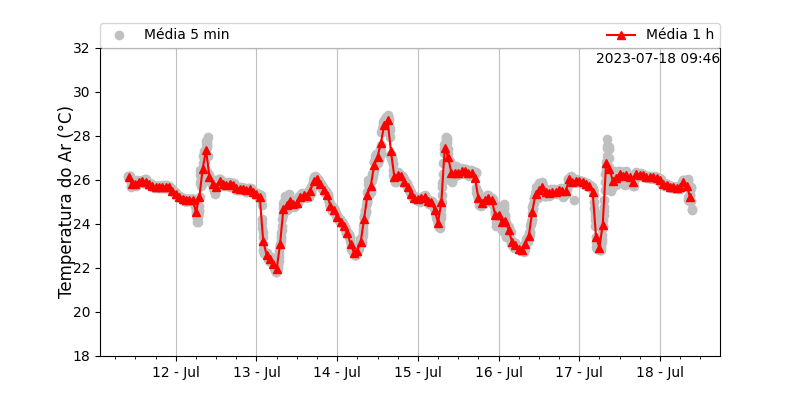 Média 5 min
Média 1 h
2023-07-18 09:46
Temperatura do Ar (°C)
32
30
28
26
24
22
20
18
12 - Jul
13 - Jul
14 - Jul
15 - Jul
16 - Jul
17 - Jul
18 - Jul